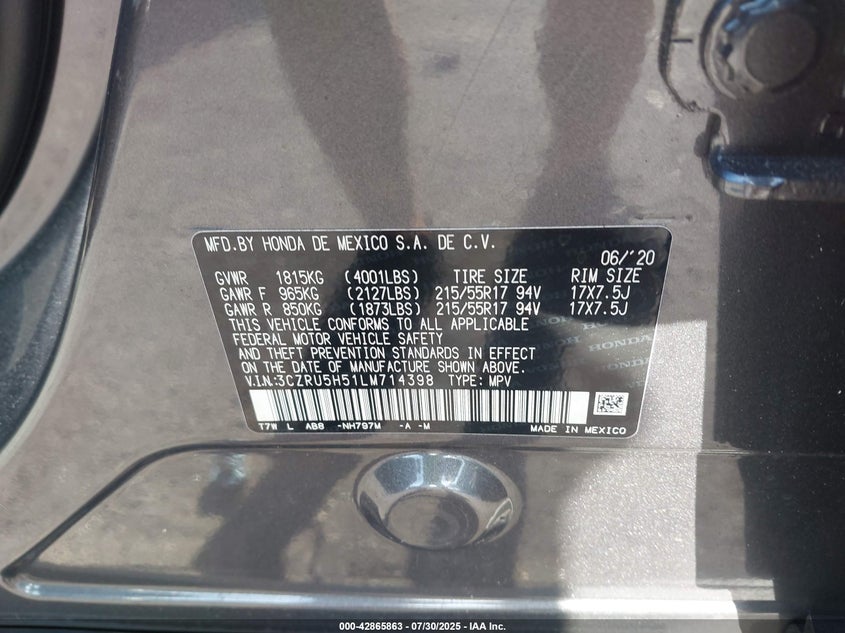 MFD.BY HONDA DE MEXICO S.A. DE C.V.
06/'20
GVWR 1815KG (4001LBS) TIRE SIZE RIM SIZE
GAWR F 965KG (2127LBS) 215/55R17 94V 17X7.5J
GAWR R 850KG (1873LBS) 215/55R17 94V 17X7.5J
THIS VEHICLE CONFORMS TO ALL APPLICABLE
FEDERAL MOTOR VEHICLE SAFETY
AND THEFT PREVENTION STANDARDS IN EFFECT
ON THE DATE OF MANUFACTURE SHOWN ABOVE.
V.I.N.:3CZRU5H51LM714398 TYPE: MPV
T7W L AB8 -NH797M -A -M
MADE IN MEXICO
HONDA
HONDA
000-42865863 - 07/30/2025 - IAA Inc.